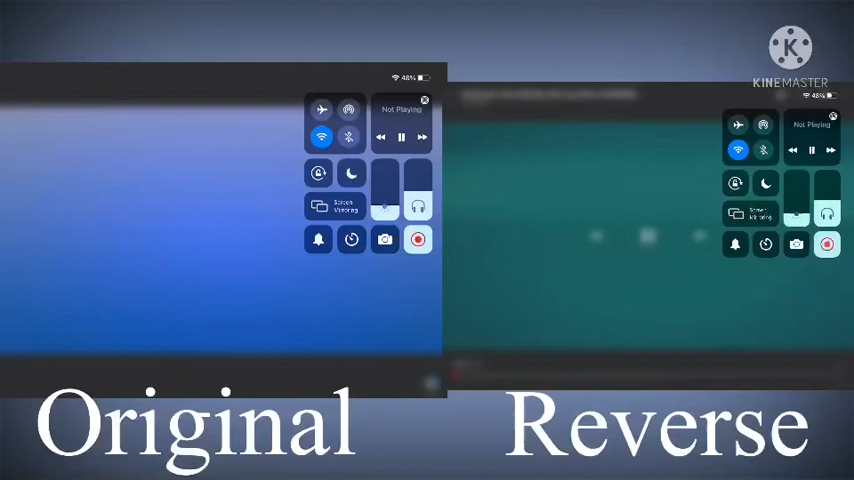 K
KINEMASTER
48%
Not Playing
Screen
Mirroring
48%
Not Playing
Screen
Mirroring
Original
Reverse